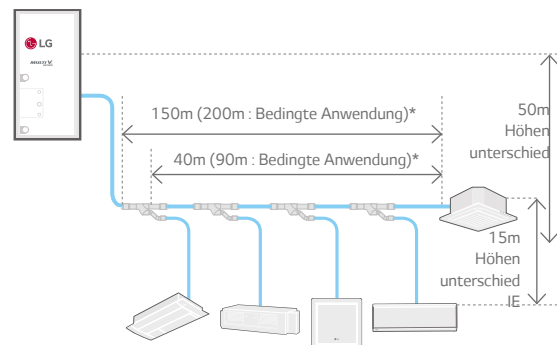 LG
MULTI V
150m (200m : Bedingte Anwendung)*
40m (90m : Bedingte Anwendung)*
50m
Höhen
unterschied
15m
Höhen
unterschied
IE